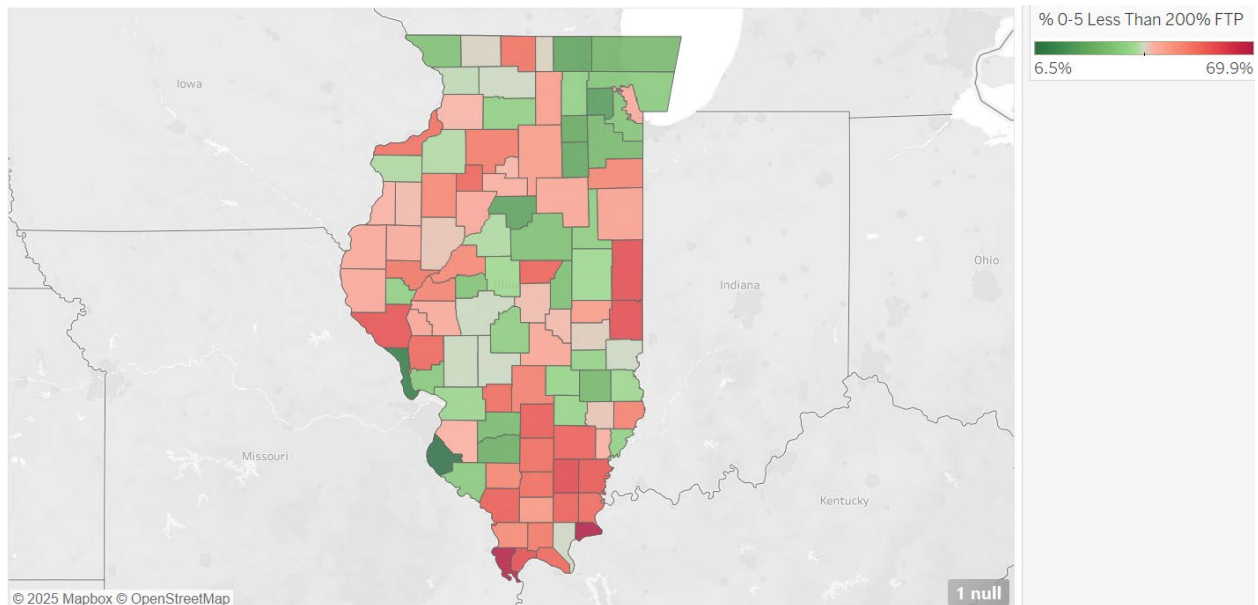 % 0-5 Less Than 200% FTP
6.5%
69.9%
Iowa
Ohio
Indiana
Missouri
Kentucky
© 2025 Mapbox © OpenStreetMap
1 null